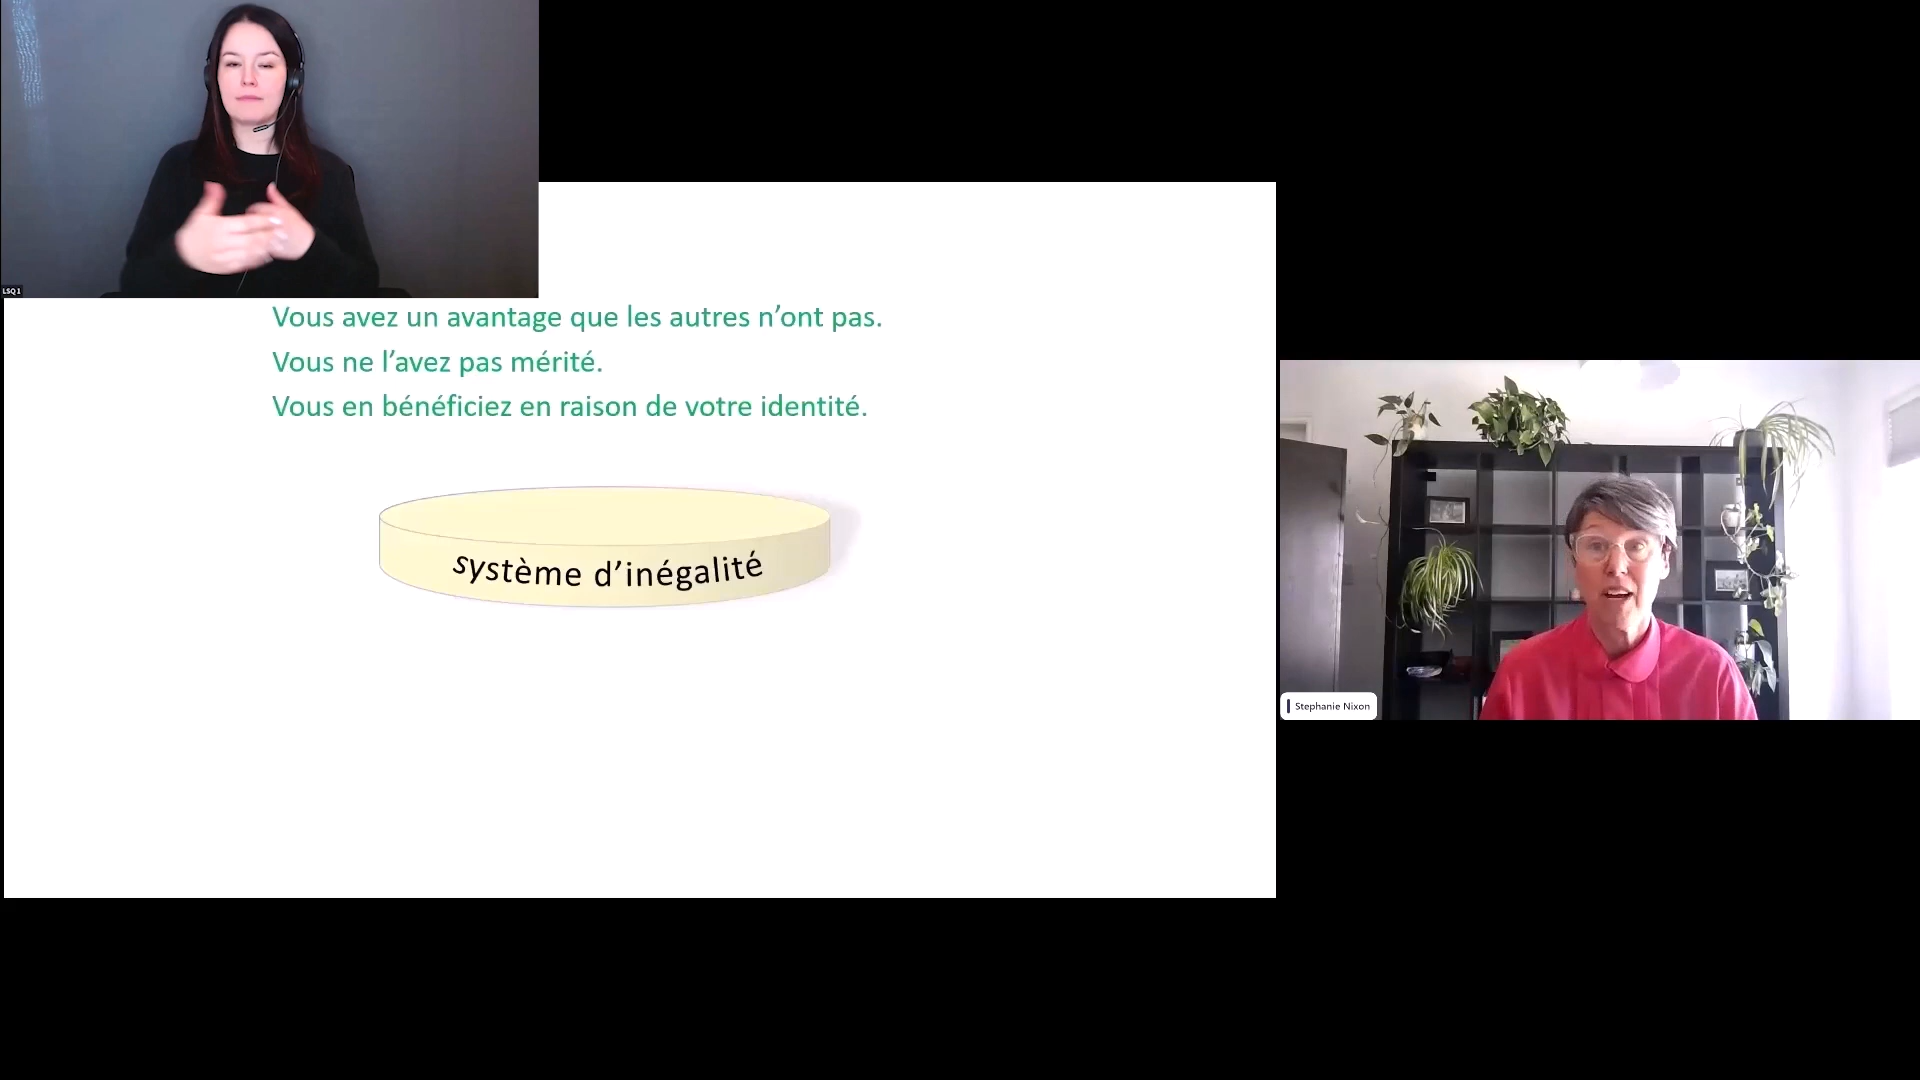 LSQ 1
Vous avez un avantage que les autres n’ont pas.
Vous ne l’avez pas mérité.
Vous en bénéficiez en raison de votre identité.
système d’inégalité
Stephanie Nixon